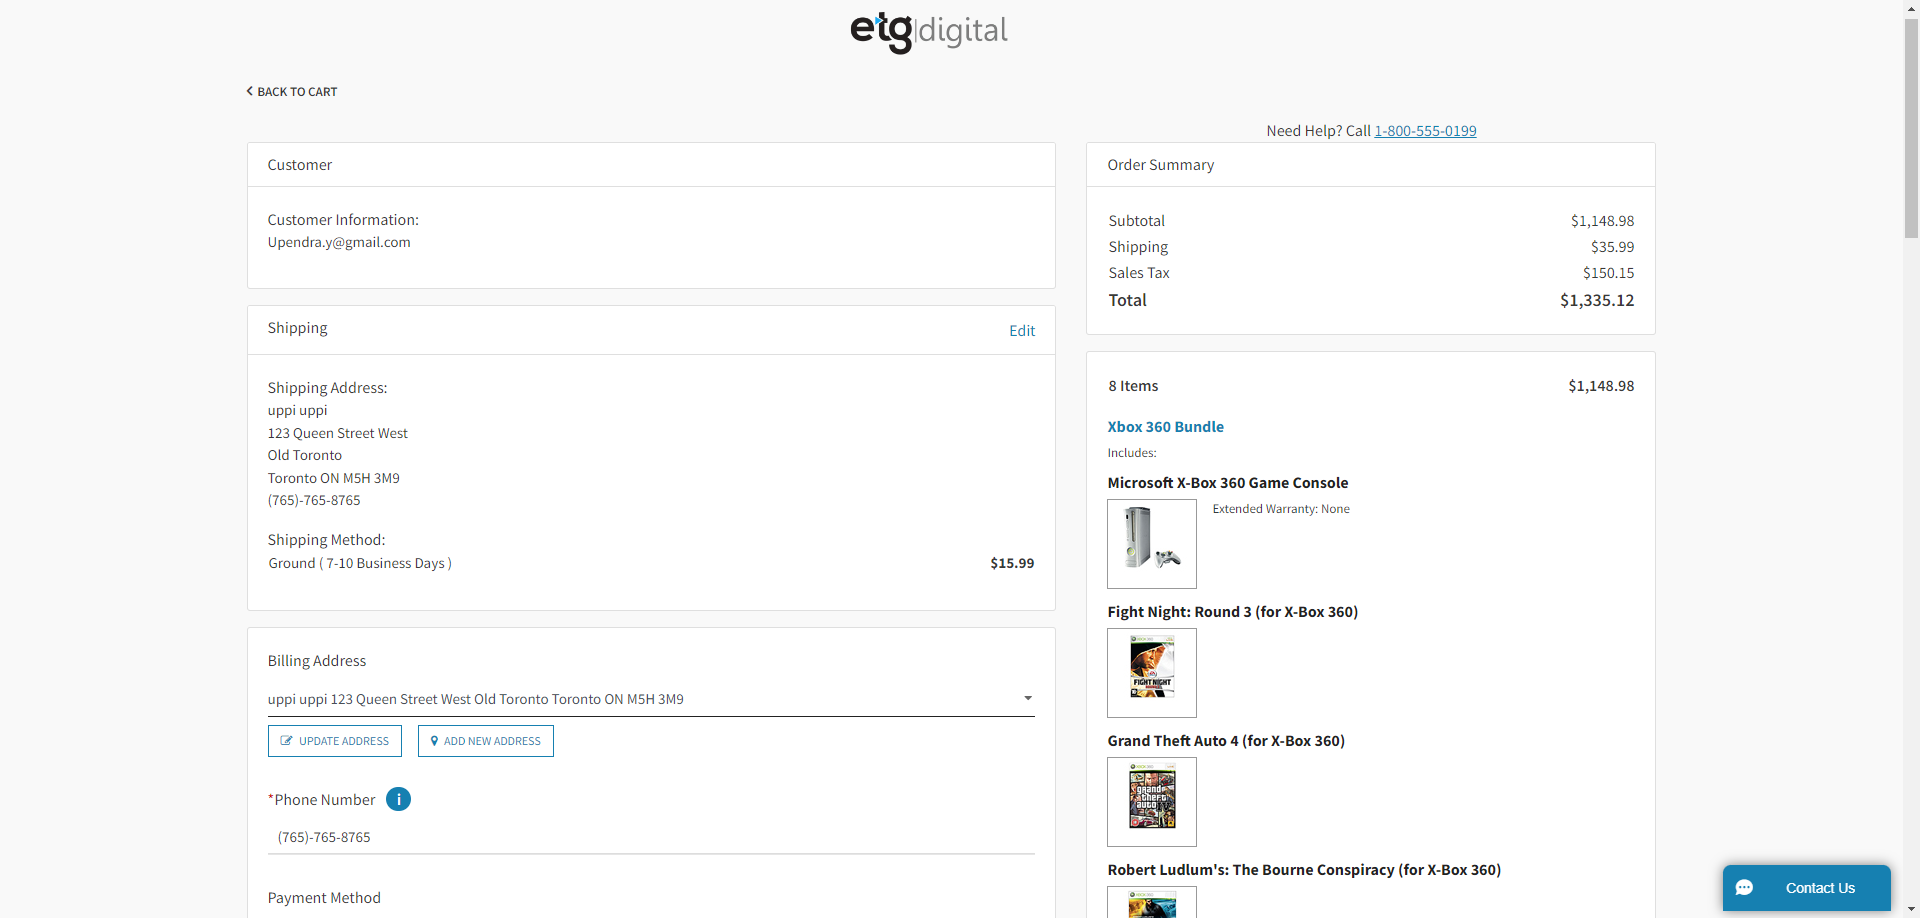 etg|digital
BACK TO CART
Need Help? Call 1-800-555-0199
Customer
Customer Information:
Upendra.y@gmail.com
Shipping
Edit
Shipping Address:
uppi uppi
123 Queen Street West
Old Toronto
Toronto ON M5H 3M9
(765)-765-8765
Shipping Method:
Ground ( 7-10 Business Days )
$15.99
Billing Address
uppi uppi 123 Queen Street West Old Toronto Toronto ON M5H 3M9
UPDATE ADDRESS
ADD NEW ADDRESS
*Phone Number
i
(765)-765-8765
Payment Method
Order Summary
Subtotal $1,148.98
Shipping $35.99
Sales Tax $150.15
Total $1,335.12
8 Items $1,148.98
Xbox 360 Bundle
Includes:
Microsoft X-Box 360 Game Console
Extended Warranty: None
Fight Night: Round 3 (for X-Box 360)
FIGHT NIGHT
Grand Theft Auto 4 (for X-Box 360)
grand
theft
auto IV
Robert Ludlum's: The Bourne Conspiracy (for X-Box 360)
Contact Us